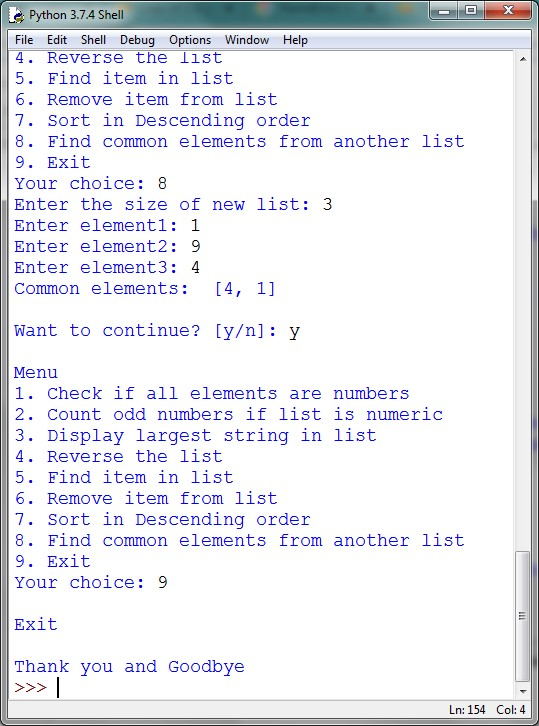 Python 3.7.4 Shell
File Edit Shell Debug Options Window Help
4. Reverse the list
5. Find item in list
6. Remove item from list
7. Sort in Descending order
8. Find common elements from another list
9. Exit
Your choice: 8
Enter the size of new list: 3
Enter element1: 1
Enter element2: 9
Enter element3: 4
Common elements:  [4, 1]
Want to continue? [y/n]: y
Menu
1. Check if all elements are numbers
2. Count odd numbers if list is numeric
3. Display largest string in list
4. Reverse the list
5. Find item in list
6. Remove item from list
7. Sort in Descending order
8. Find common elements from another list
9. Exit
Your choice: 9
Exit
Thank you and Goodbye
>>>
Ln: 154 Col: 4